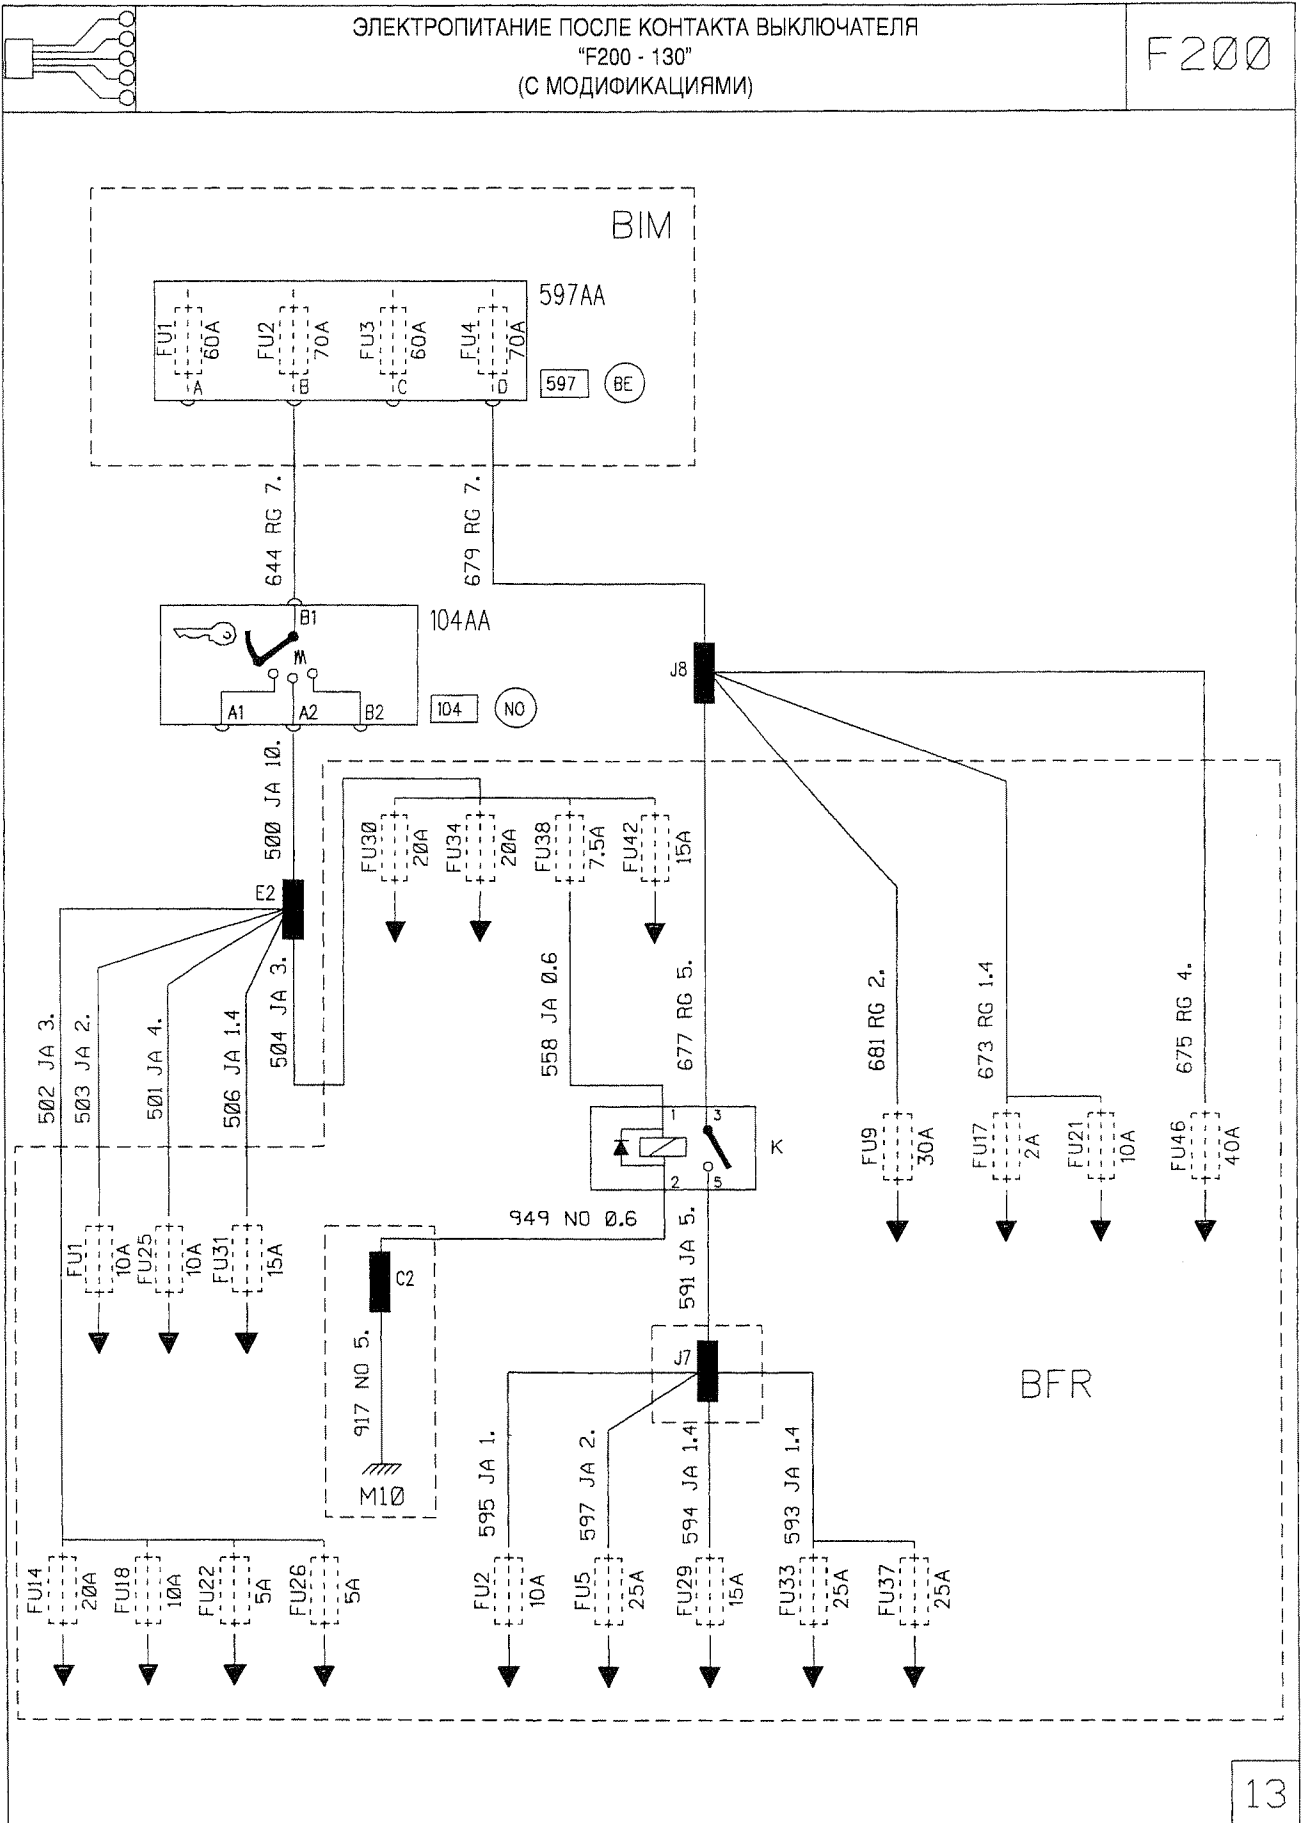 ЭЛЕКТРОПИТАНИЕ ПОСЛЕ КОНТАКТА ВЫКЛЮЧАТЕЛЯ
"F200 - 130"
(С МОДИФИКАЦИЯМИ)
F200
BIM
597AA
FU1
60A
FU2
70A
FU3
60A
FU4
70A
A
B
C
D
597
BE
644 RG 7.
679 RG 7.
B1
104AA
M
A1
A2
B2
104
NO
J8
500 JA 10.
E2
FU30
20A
FU34
20A
FU38
7.5A
FU42
15A
502 JA 3.
503 JA 2.
501 JA 4.
506 JA 1.4
504 JA 3.
558 JA 0.6
677 RG 5.
681 RG 2.
673 RG 1.4
675 RG 4.
1
3
K
2
5
FU9
30A
FU17
2A
FU21
10A
FU46
40A
949 NO 0.6
FU1
10A
FU25
10A
FU31
15A
C2
591 JA 5.
917 NO 5.
M10
J7
BFR
595 JA 1.
597 JA 2.
594 JA 1.4
593 JA 1.4
FU14
20A
FU18
10A
FU22
5A
FU26
5A
FU2
10A
FU5
25A
FU29
15A
FU33
25A
FU37
25A
13